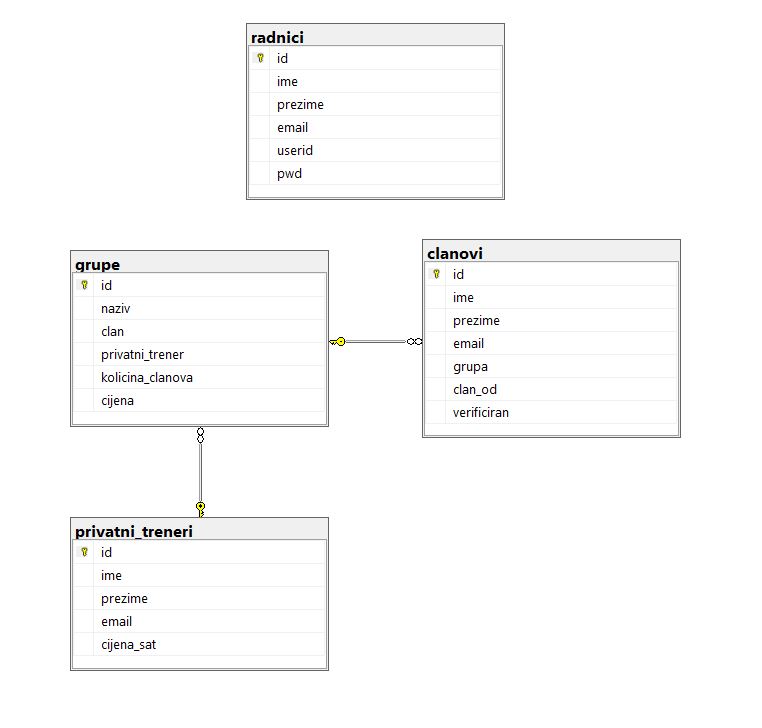 radnici
id
ime
prezime
email
userid
pwd
grupe
id
naziv
clan
privatni_trener
kolicina_clanova
cijena
clanovi
id
ime
prezime
email
grupa
clan_od
verificiran
privatni_treneri
id
ime
prezime
email
cijena_sat